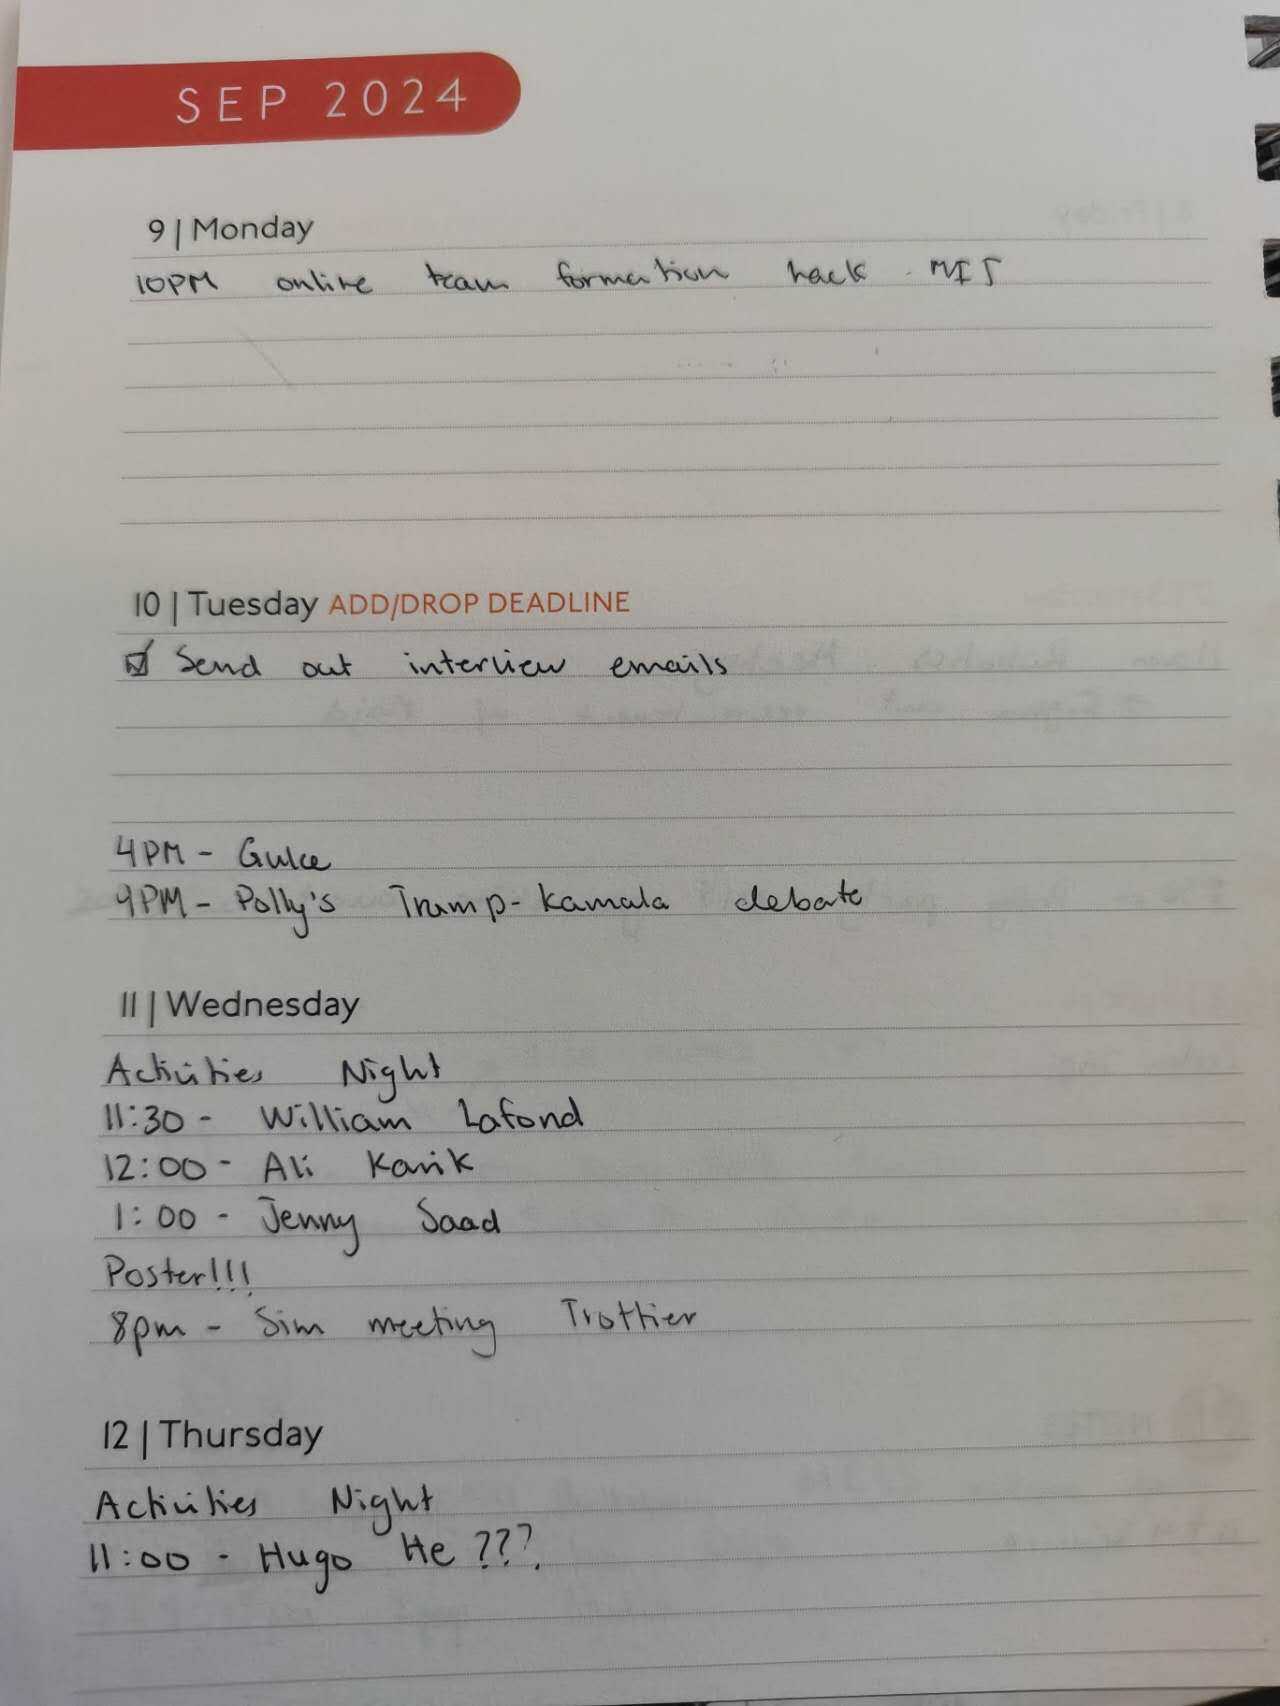 SEP 2024
9 | Monday
10PM online team formation hack MIT
10 | Tuesday ADD/DROP DEADLINE
☑ Send out interview emails
4PM - Gulce
9PM - Polly's Trump-Kamala debate
11 | Wednesday
Activities Night
11:30 - William Lafond
12:00 - Ali Karik
1:00 - Jenny Saad
Poster!!!
8pm - Sim meeting Trottier
12 | Thursday
Activities Night
11:00 - Hugo He ???